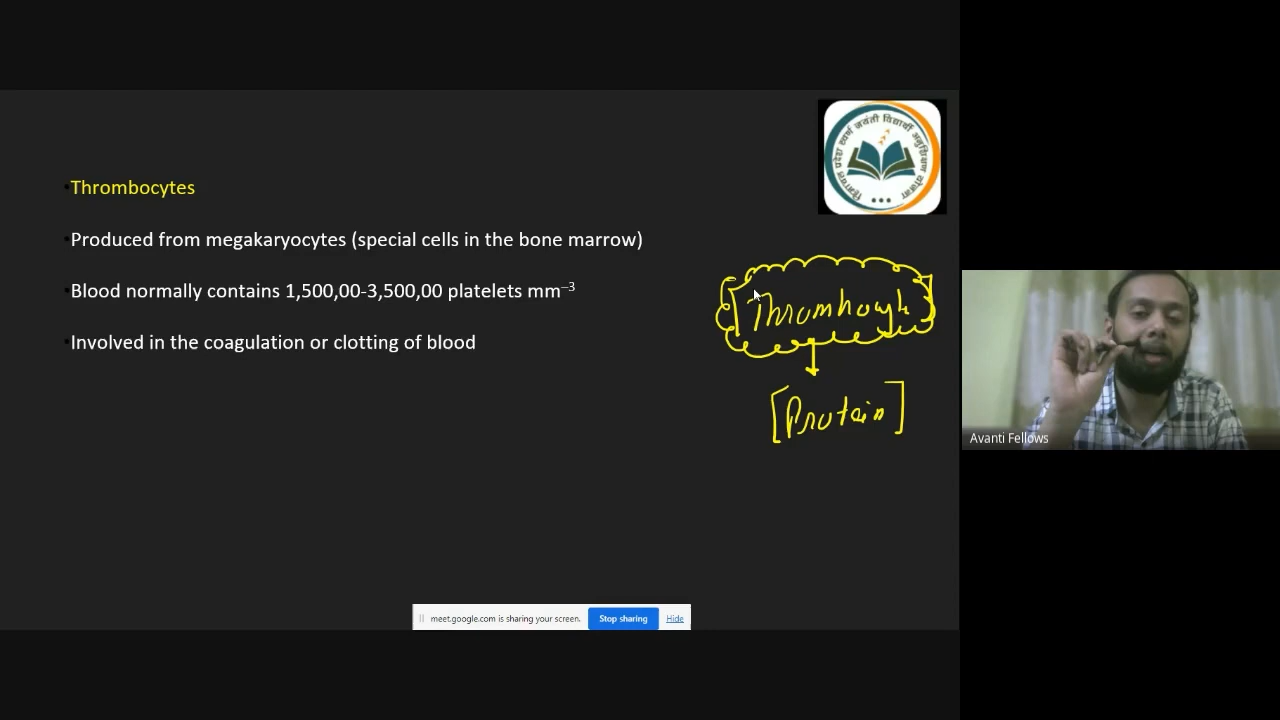 Thrombocytes
Produced from megakaryocytes (special cells in the bone marrow)
Blood normally contains 1,500,00-3,500,00 platelets mm–3
Involved in the coagulation or clotting of blood
[Thrombocyte]
[Protein]
Avanti Fellows
meet.google.com is sharing your screen.
Stop sharing
Hide